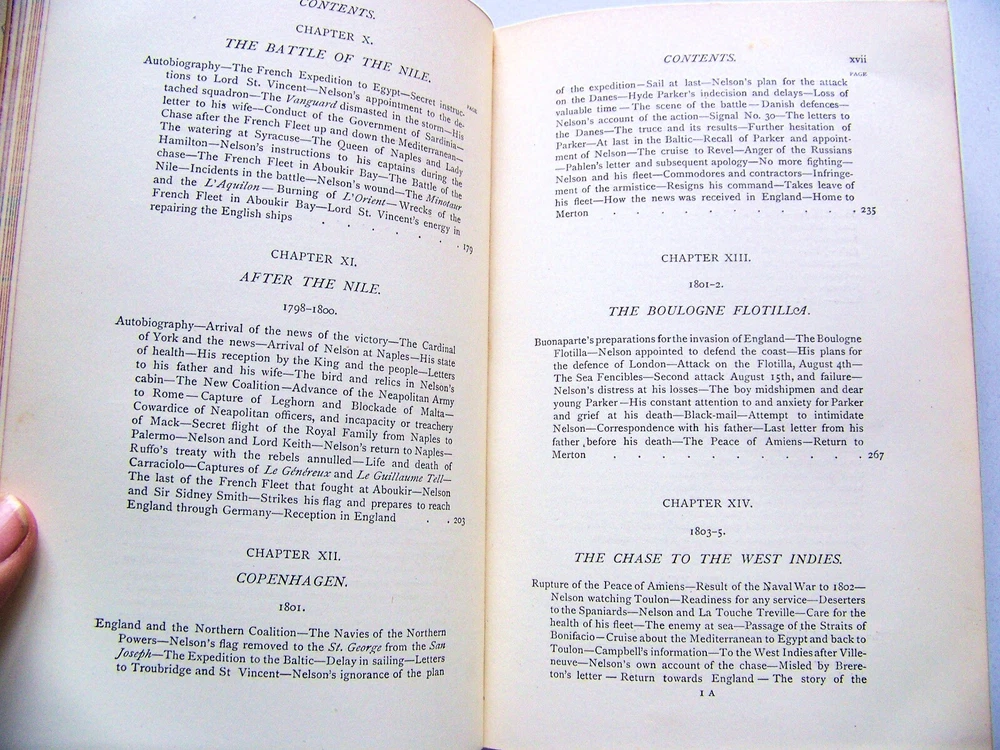 CONTENTS.
CHAPTER X.
THE BATTLE OF THE NILE.
PAGE
Autobiography—The French Expedition to Egypt—Secret instruc-
tions to Lord St. Vincent—Nelson's appointment to the de-
tached squadron—The Vanguard dismasted in the storm—His
letter to his wife—Conduct of the Government of Sardinia—
Chase after the French Fleet up and down the Mediterranean—
The watering at Syracuse—The Queen of Naples and Lady
Hamilton—Nelson's instructions to his captains during the
chase—The French Fleet in Aboukir Bay—The Battle of the
Nile—Incidents in the battle—Nelson's wound—The Minotaur
and the L'Aquilon—Burning of L'Orient—Wrecks of the
French Fleet in Aboukir Bay—Lord St. Vincent's energy in
repairing the English ships . . . . . . 179
CHAPTER XI.
AFTER THE NILE.
1798-1800.
Autobiography—Arrival of the news of the victory—The Cardinal
of York and the news—Arrival of Nelson at Naples—His state
of health—His reception by the King and the people—Letters
to his father and his wife—The bird and relics in Nelson's
cabin—The New Coalition—Advance of the Neapolitan Army
to Rome—Capture of Leghorn and Blockade of Malta—
Cowardice of Neapolitan officers, and incapacity or treachery
of Mack—Secret flight of the Royal Family from Naples to
Palermo—Nelson and Lord Keith—Nelson's return to Naples—
Ruffo's treaty with the rebels annulled—Life and death of
Carraciolo—Captures of Le Généreux and Le Guillaume Tell—
The last of the French Fleet that fought at Aboukir—Nelson
and Sir Sidney Smith—Strikes his flag and prepares to reach
England through Germany—Reception in England . . 203
CHAPTER XII.
COPENHAGEN.
1801.
England and the Northern Coalition—The Navies of the Northern
Powers—Nelson's flag removed to the St. George from the San
Joseph—The Expedition to the Baltic—Delay in sailing—Letters
to Troubridge and St Vincent—Nelson's ignorance of the plan
CONTENTS. xvii
PAGE
of the expedition—Sail at last—Nelson's plan for the attack
on the Danes—Hyde Parker's indecision and delays—Loss of
valuable time—The scene of the battle—Danish defences—
Nelson's account of the action—Signal No. 30—The letters to
the Danes—The truce and its results—Further hesitation of
Parker—At last in the Baltic—Recall of Parker and appoint-
ment of Nelson—The cruise to Revel—Anger of the Russians
—Pahlen's letter and subsequent apology—No more fighting—
Nelson and his fleet—Commodores and contractors—Infringe-
ment of the armistice—Resigns his command—Takes leave of
his fleet—How the news was received in England—Home to
Merton . . . . . . . . . . 235
CHAPTER XIII.
1801-2.
THE BOULOGNE FLOTILLA.
Buonaparte's preparations for the invasion of England—The Boulogne
Flotilla—Nelson appointed to defend the coast—His plans for
the defence of London—Attack on the Flotilla, August 4th—
The Sea Fencibles—Second attack August 15th, and failure—
Nelson's distress at his losses—The boy midshipmen and dear
young Parker—His constant attention to and anxiety for Parker
and grief at his death—Black-mail—Attempt to intimidate
Nelson—Correspondence with his father—Last letter from his
father before his death—The Peace of Amiens—Return to
Merton . . . . . . . . . . 267
CHAPTER XIV.
1803-5.
THE CHASE TO THE WEST INDIES.
Rupture of the Peace of Amiens—Result of the Naval War to 1802—
Nelson watching Toulon—Readiness for any service—Deserters
to the Spaniards—Nelson and La Touche Treville—Care for the
health of his fleet—The enemy at sea—Passage of the Straits of
Bonifacio—Cruise about the Mediterranean to Egypt and back to
Toulon—Campbell's information—To the West Indies after Ville-
neuve—Nelson's own account of the chase—Misled by Brere-
ton's letter—Return towards England—The story of the
I A